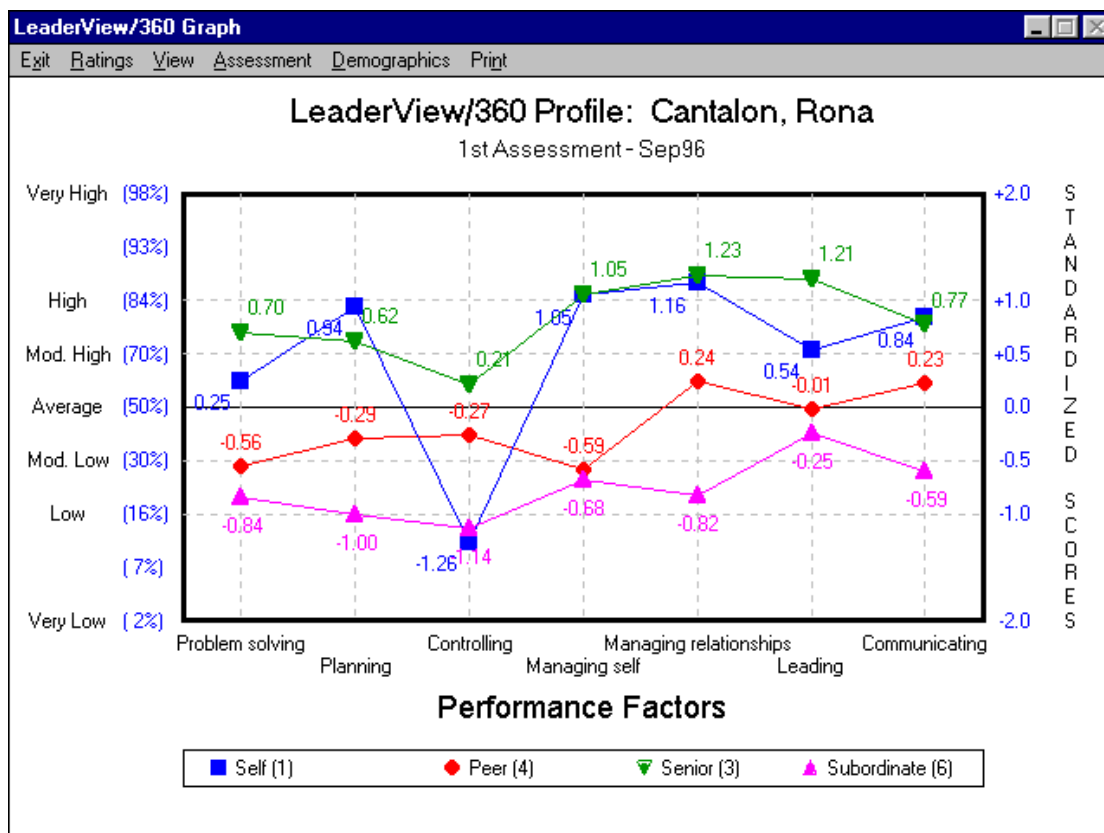 LeaderView/360 Graph
Exit Ratings View Assessment Demographics Print
LeaderView/360 Profile: Cantalon, Rona
1st Assessment - Sep96
Very High (98%) +2.0
(93%)
High (84%) +1.0
Mod. High (70%) +0.5
Average (50%) 0.0
Mod. Low (30%) -0.5
Low (16%) -1.0
( 7%)
Very Low ( 2%) -2.0
STANDARDIZED SCORES
0.70 0.62 0.21 1.05 1.23 1.21 0.77
0.25 0.94 -1.26 1.05 1.16 0.54 0.84
-0.56 -0.29 -0.27 -0.59 0.24 -0.01 0.23
-0.84 -1.00 -1.14 -0.68 -0.82 -0.25 -0.59
Problem solving Controlling Managing relationships Communicating
Planning Managing self Leading
Performance Factors
Self (1) Peer (4) Senior (3) Subordinate (6)